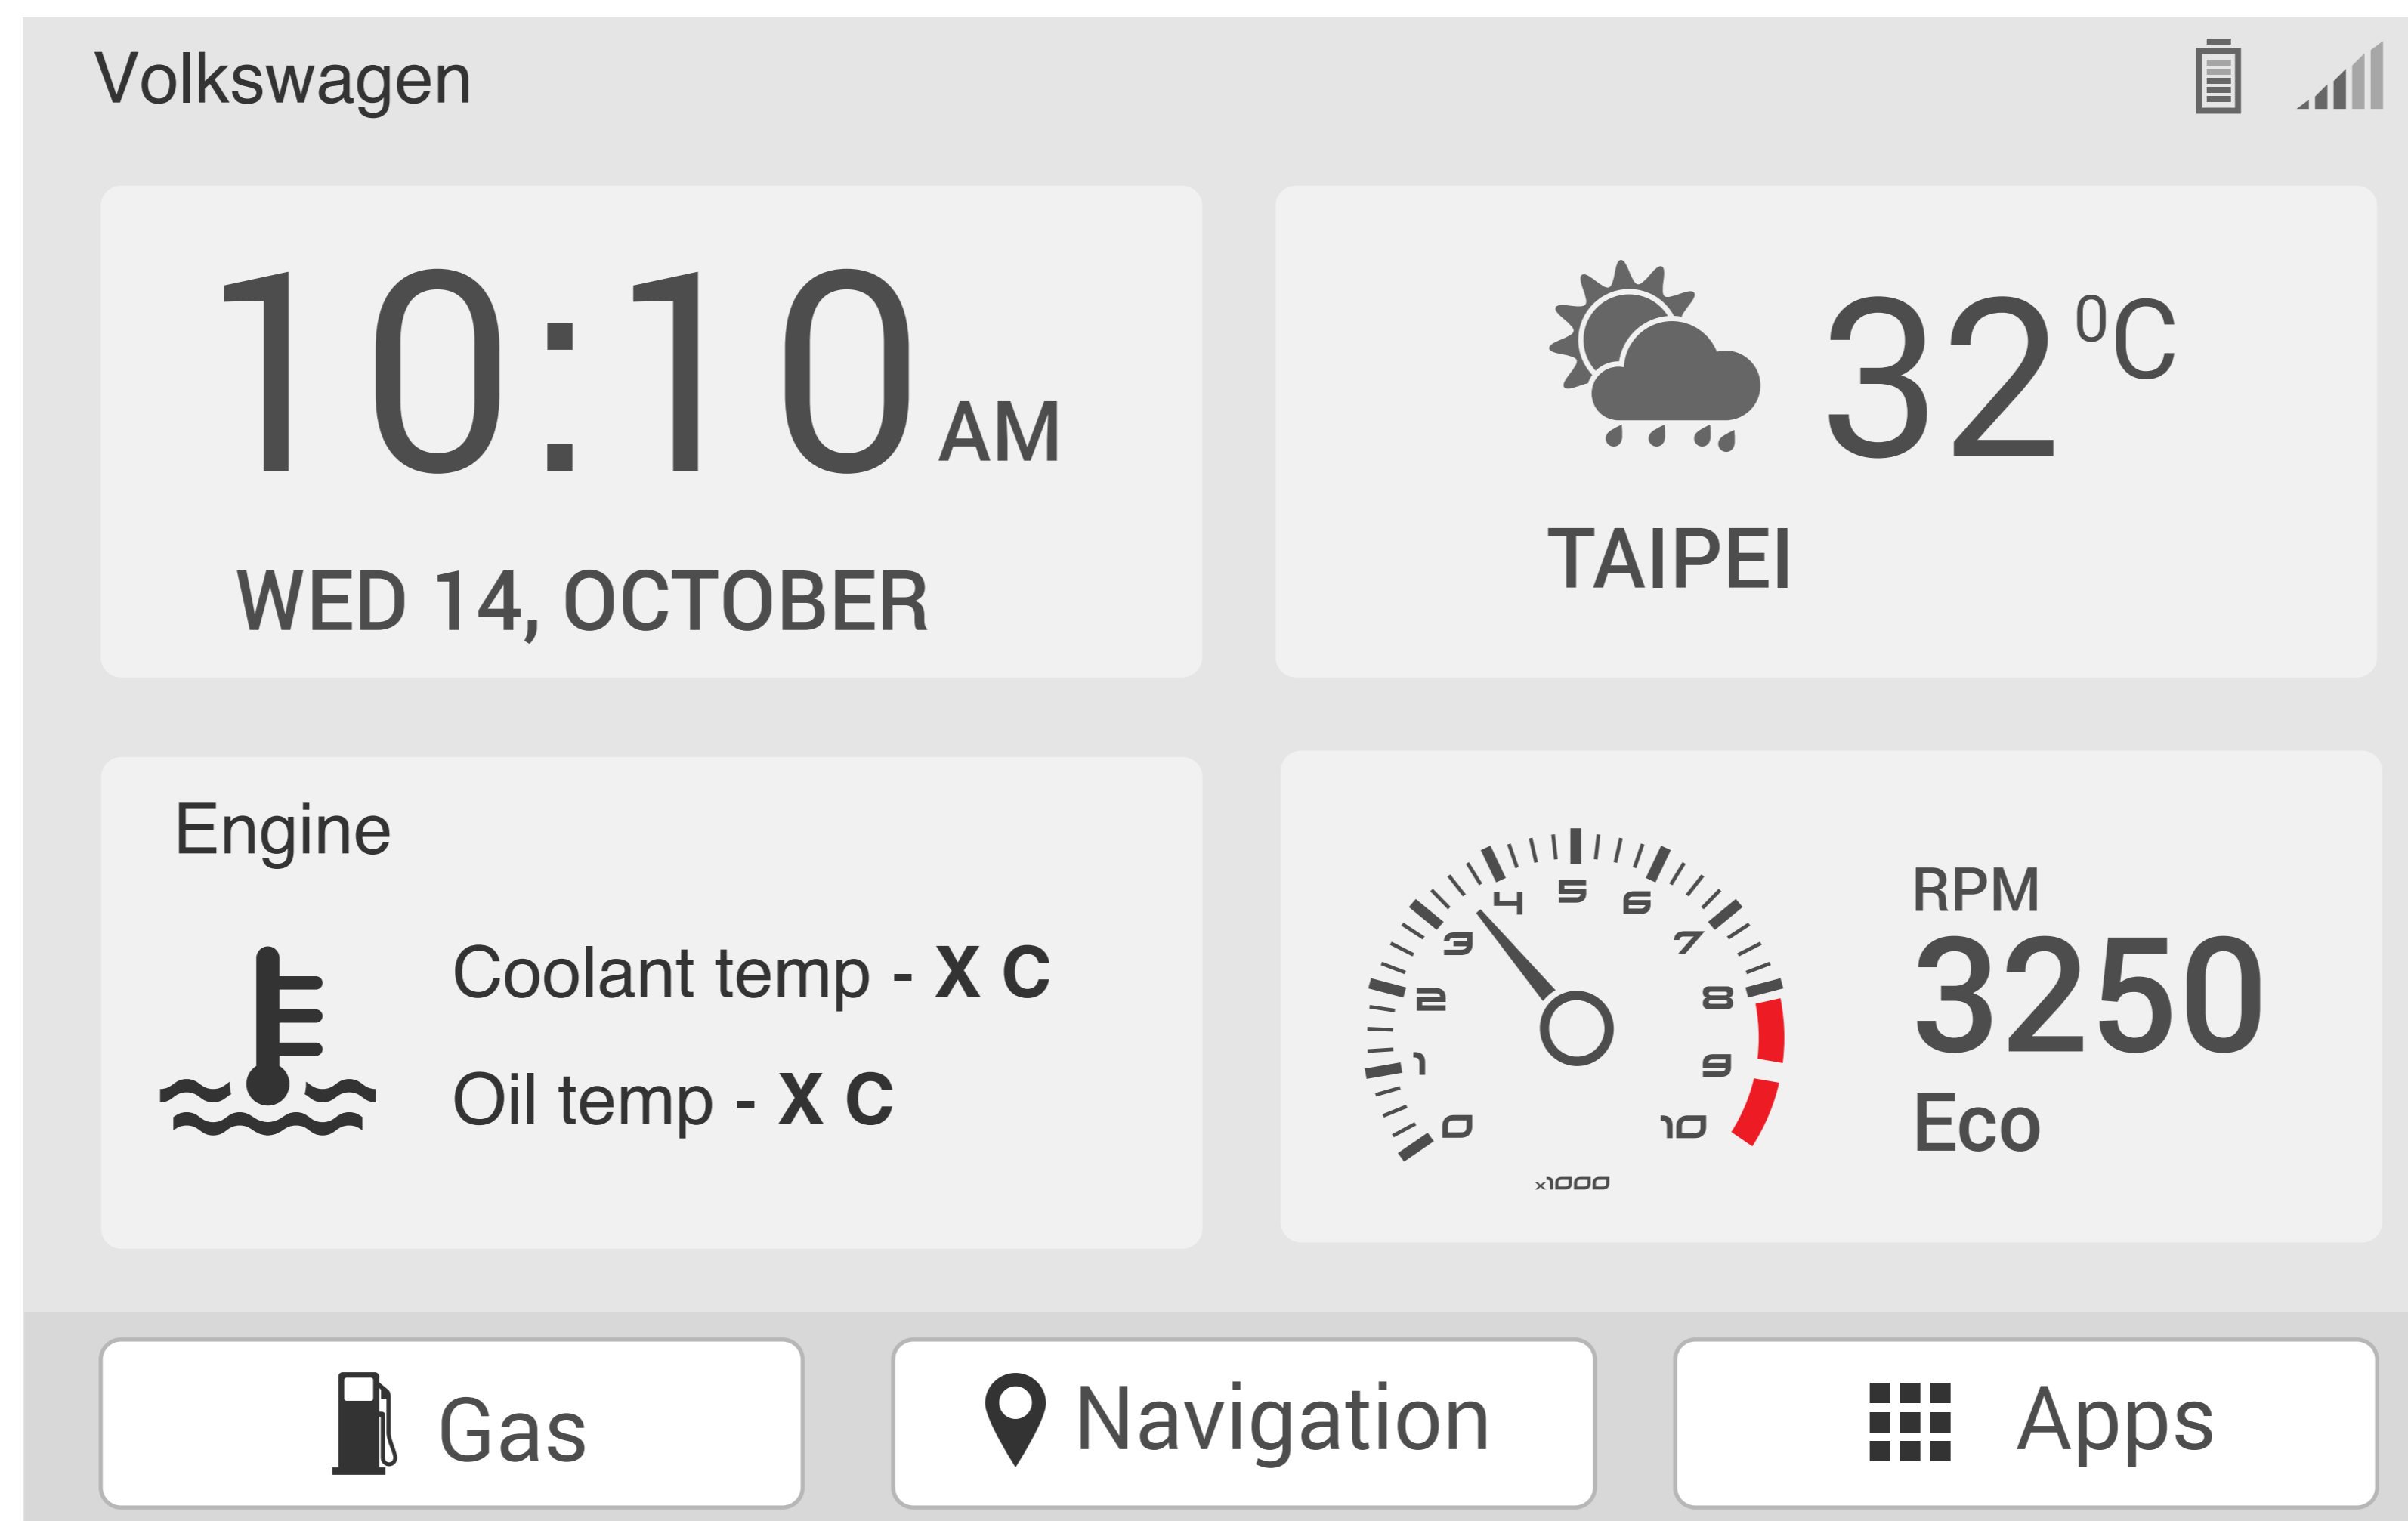 Volkswagen
10:10 AM
WED 14, OCTOBER
32 ⁰C
TAIPEI
Engine
Coolant temp - X C
Oil temp - X C
0
1
2
3
4
5
6
7
8
9
10
x1000
RPM
3250
Eco
Gas
Navigation
Apps